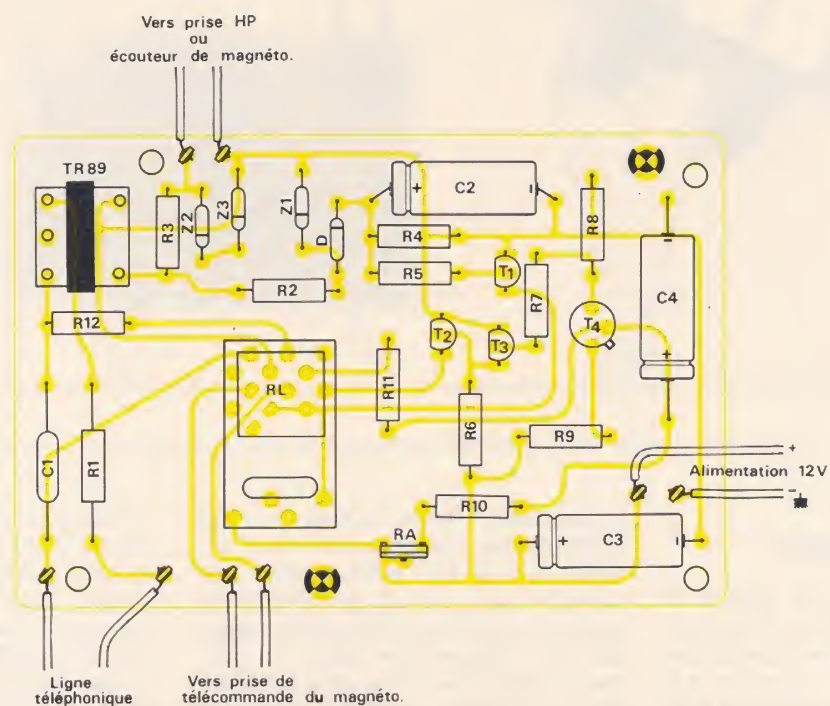 Vers prise HP
ou
écouteur de magnéto.
TR 89
R3
Z2
Z3
Z1
D
C2
R4
R5
T1
R7
R8
T4
C4
R2
R12
T2
T3
RL
R11
R6
R9
C1
R1
R10
RA
C3
+
-
+
-
+
-
+
Alimentation 12V
-
Ligne
téléphonique
Vers prise de
télécommande du magnéto.